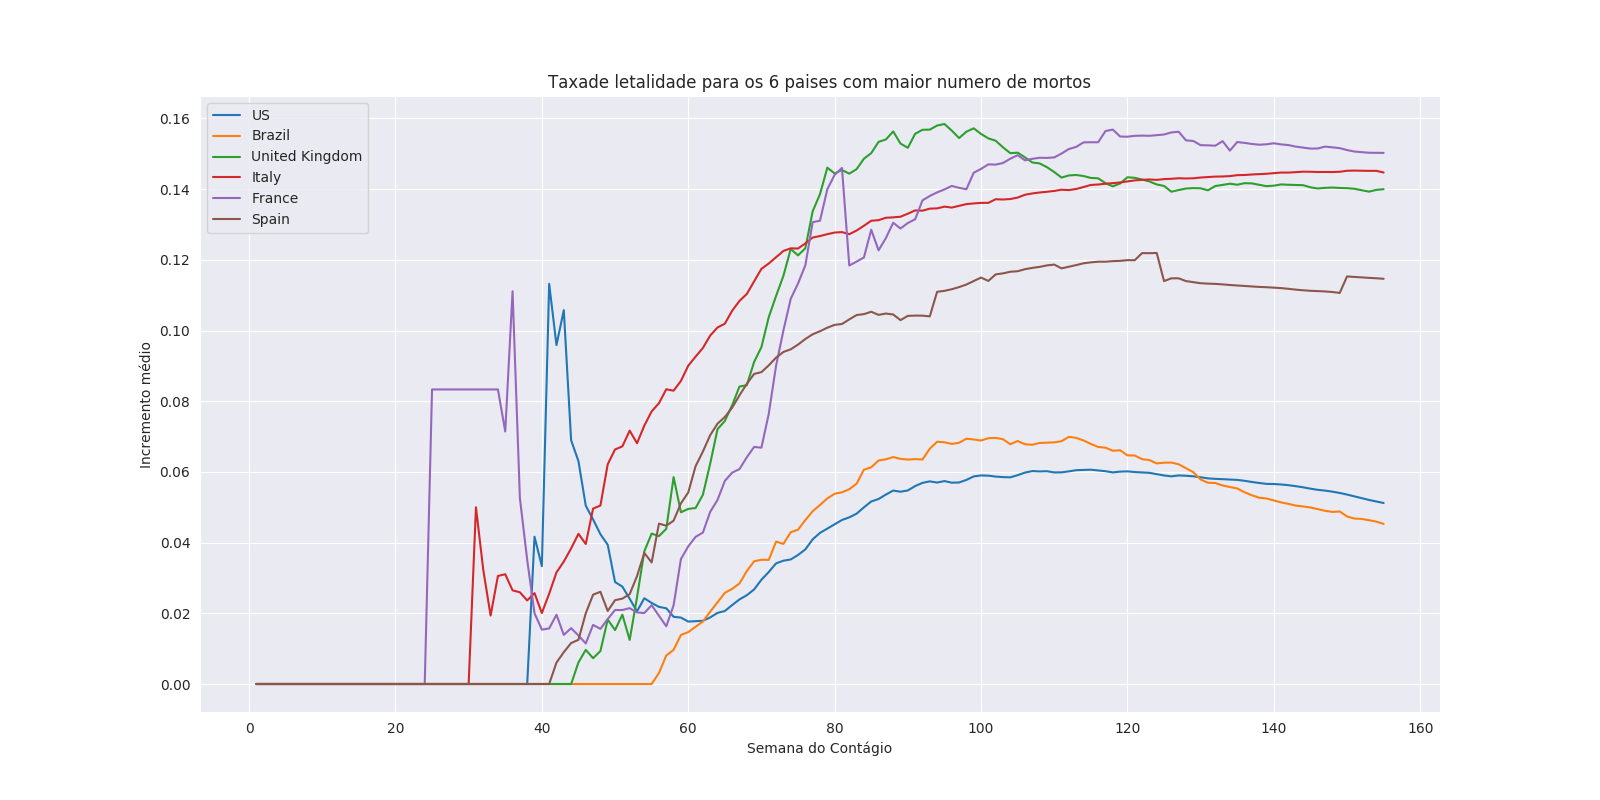 Taxade letalidade para os 6 paises com maior numero de mortos
US
Brazil
United Kingdom
Italy
France
Spain
Incremento médio
0.16
0.14
0.12
0.10
0.08
0.06
0.04
0.02
0.00
0 20 40 60 80 100 120 140 160
Semana do Contágio